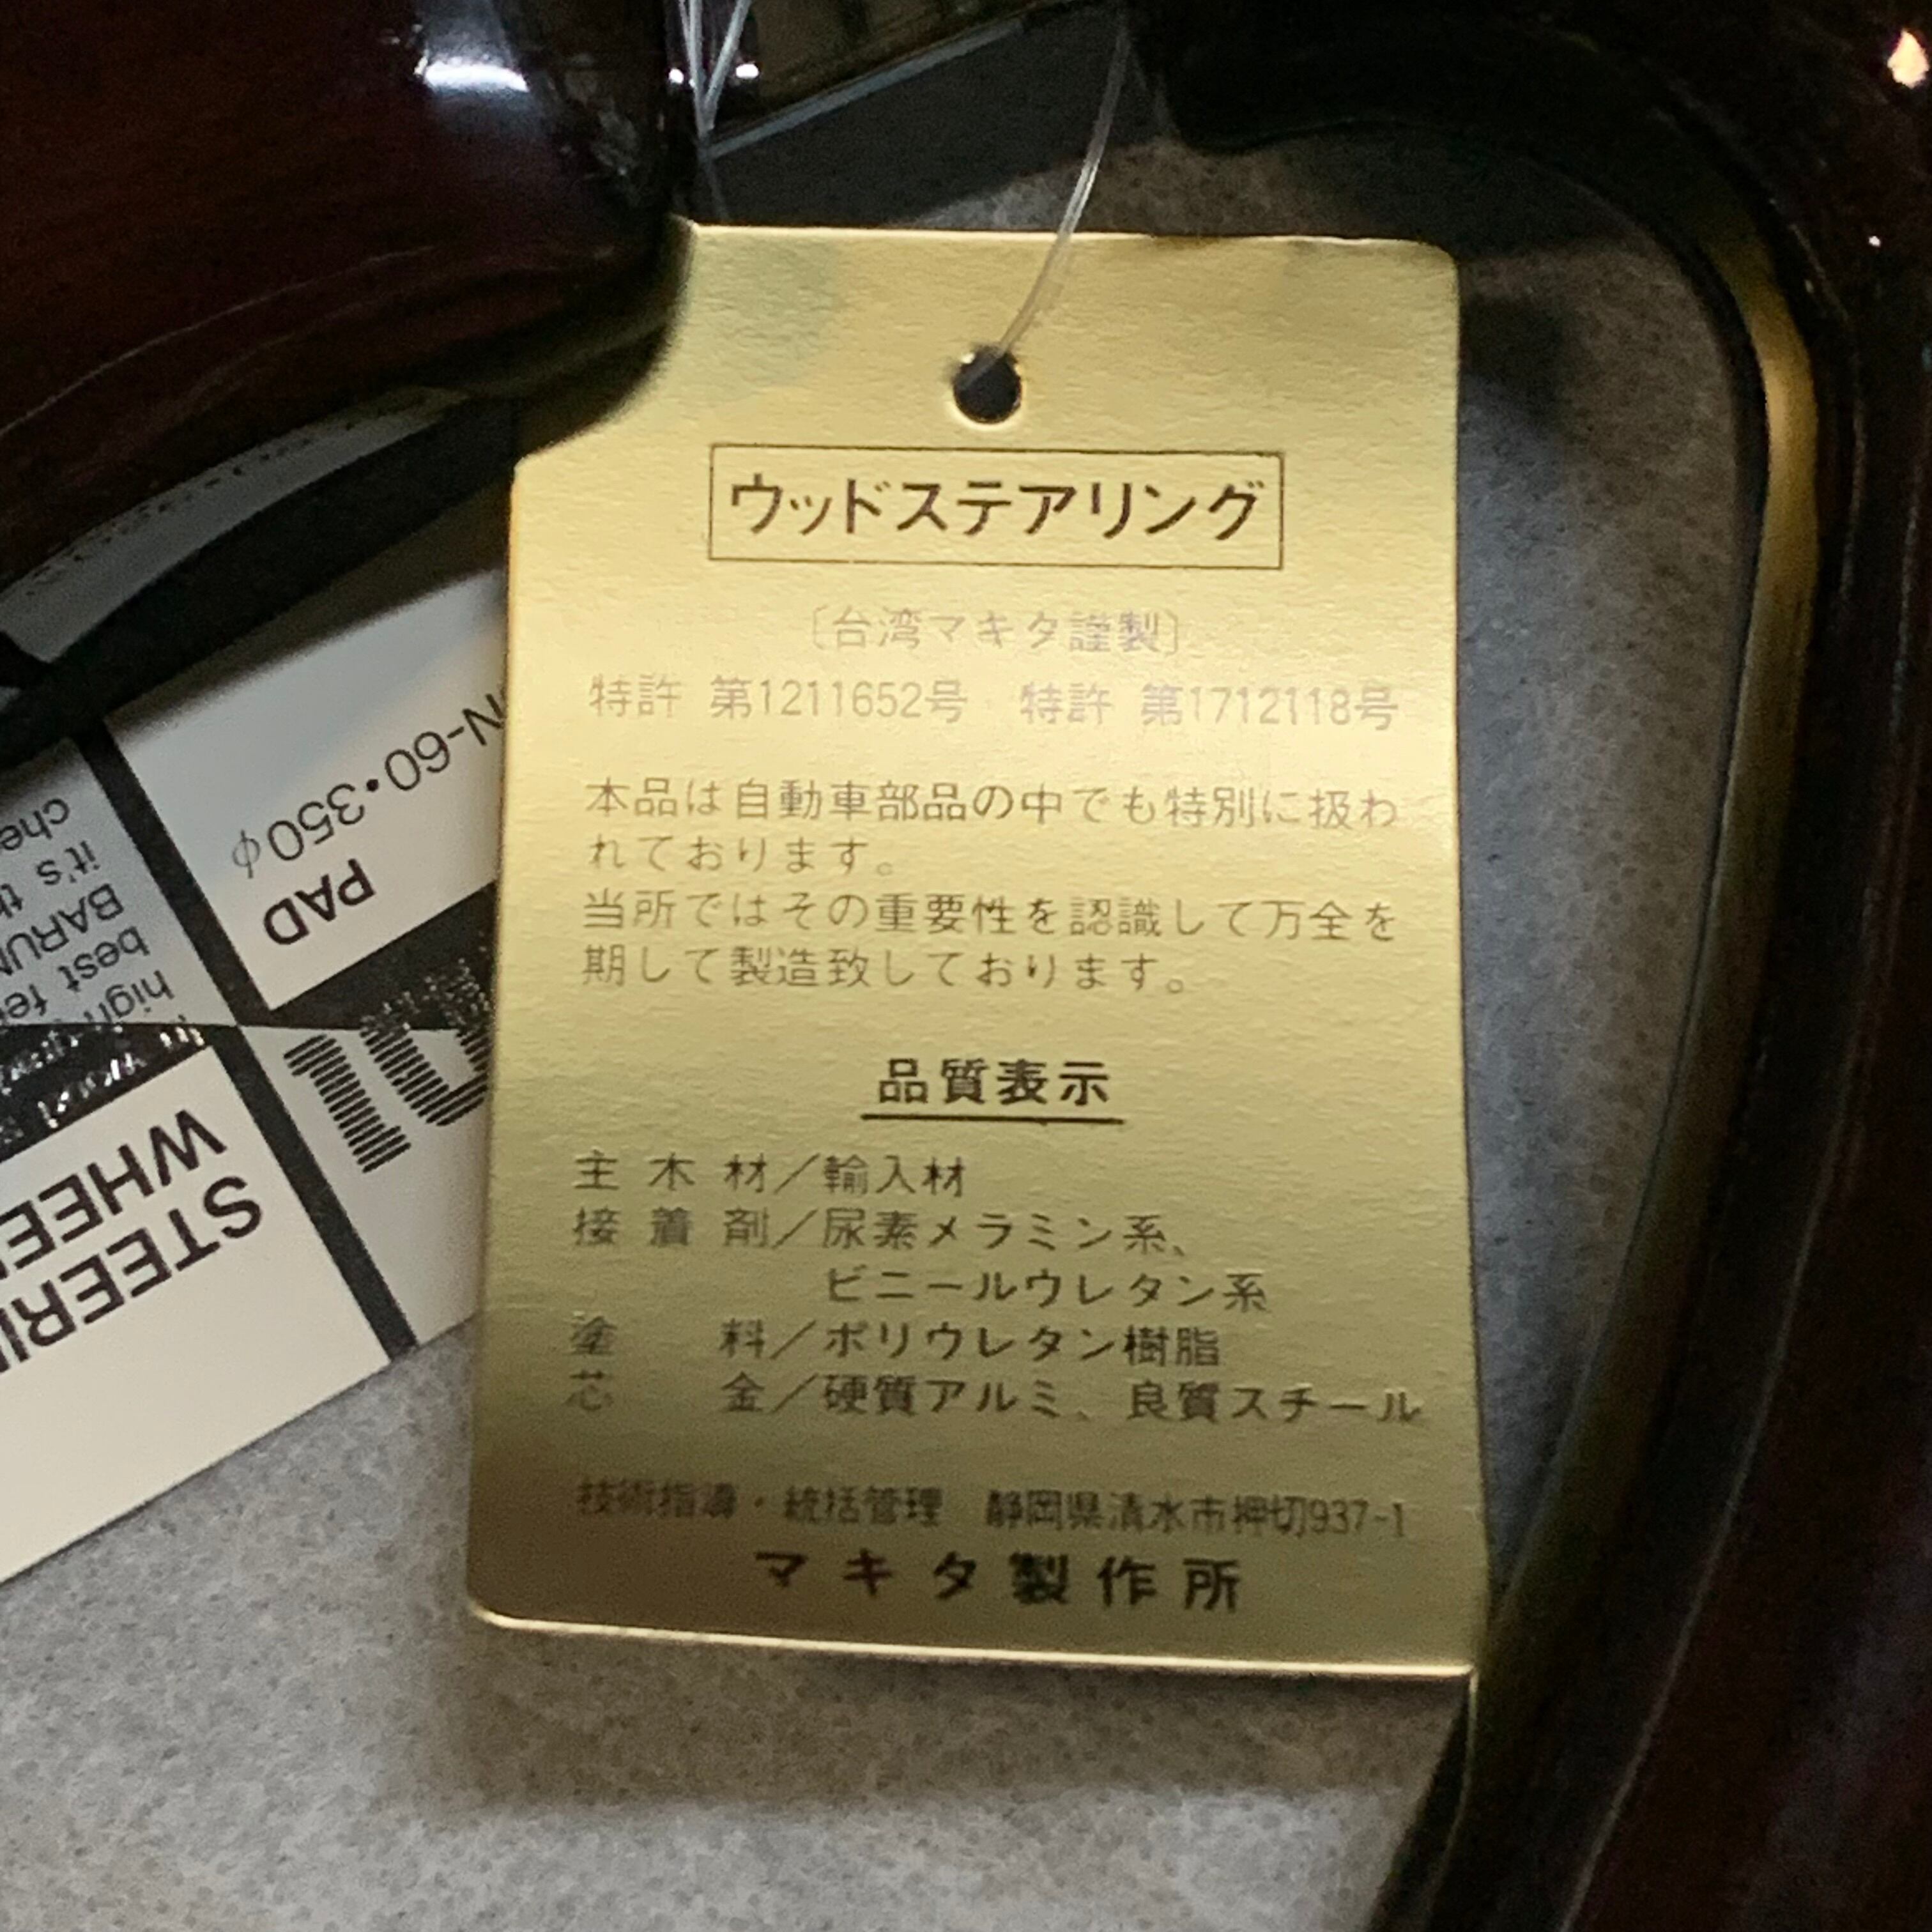 ウッドステアリング
〔台湾マキタ謹製〕
特許 第1211652号 特許 第1712118号
本品は自動車部品の中でも特別に扱わ
れております。
当所ではその重要性を認識して万全を
期して製造致しております。
品質表示
主木材／輸入材
接着剤／尿素メラミン系、
ビニールウレタン系
塗料／ポリウレタン樹脂
芯金／硬質アルミ、良質スチール
技術指導・統括管理 静岡県清水市押切937-1
マキタ製作所
STEERI
WHEE
high
best fe
BARUM
it's th
che
PAD
N-60•350φ